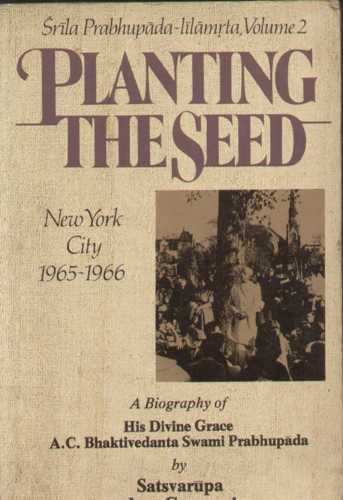 Śrīla Prabhupāda-līlāmṛta, Volume 2
PLANTING
THE SEED
New York
City
1965-1966
A Biography of
His Divine Grace
A.C. Bhaktivedanta Swami Prabhupāda
by
Satsvarūpa